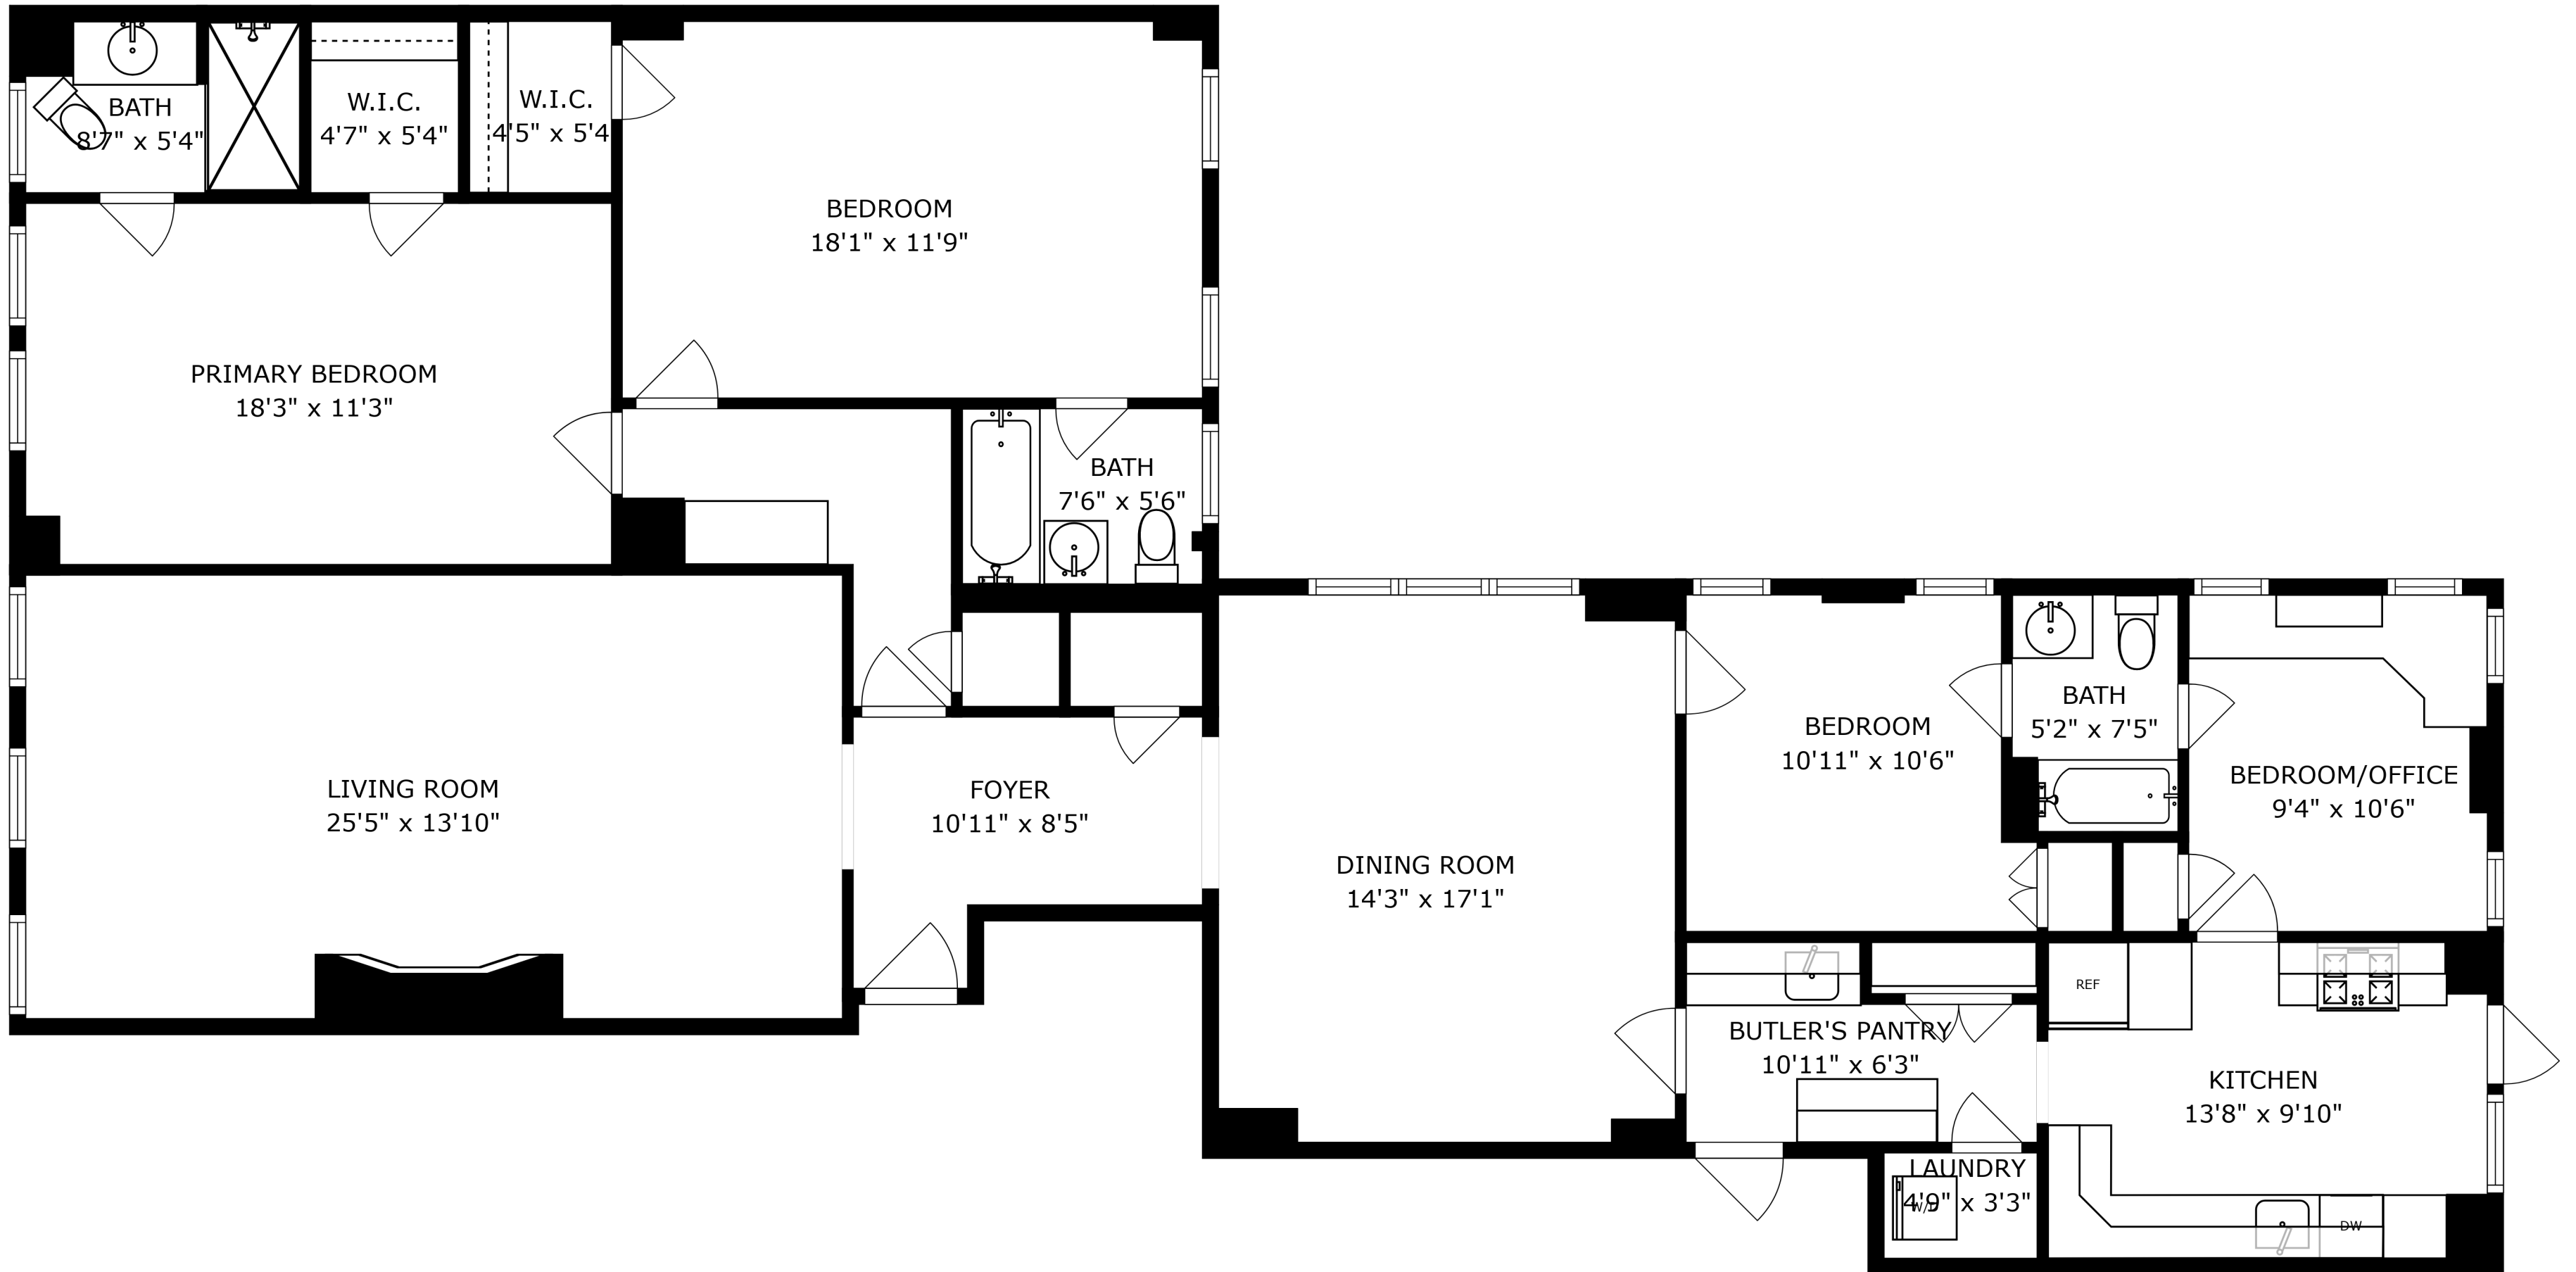 BATH
8'7" x 5'4"
W.I.C.
4'7" x 5'4"
W.I.C.
4'5" x 5'4
BEDROOM
18'1" x 11'9"
PRIMARY BEDROOM
18'3" x 11'3"
BATH
7'6" x 5'6"
LIVING ROOM
25'5" x 13'10"
FOYER
10'11" x 8'5"
DINING ROOM
14'3" x 17'1"
BEDROOM
10'11" x 10'6"
BATH
5'2" x 7'5"
BEDROOM/OFFICE
9'4" x 10'6"
REF
BUTLER'S PANTRY
10'11" x 6'3"
KITCHEN
13'8" x 9'10"
LAUNDRY
4'9" x 3'3"
DW